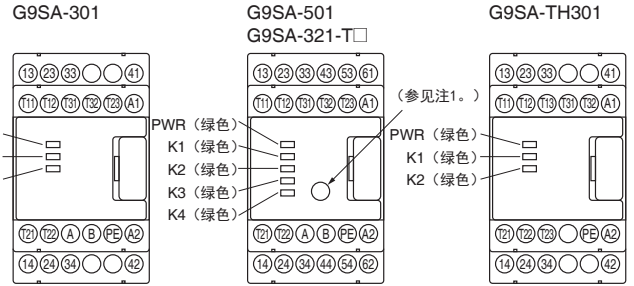 G9SA-301
13 23 33 41
T11 T12 T31 T32 T23 A1
T21 T22 A B PE A2
14 24 34 42
G9SA-501
G9SA-321-T□
13 23 33 43 53 61
T11 T12 T31 T32 T23 A1
(参见注1。)
PWR(绿色)
K1(绿色)
K2(绿色)
K3(绿色)
K4(绿色)
T21 T22 A B PE A2
14 24 34 44 54 62
G9SA-TH301
13 23 33 41
T11 T12 T13 T31 T32 A1
PWR(绿色)
K1(绿色)
K2(绿色)
T21 T22 T23 PE A2
14 24 34 42